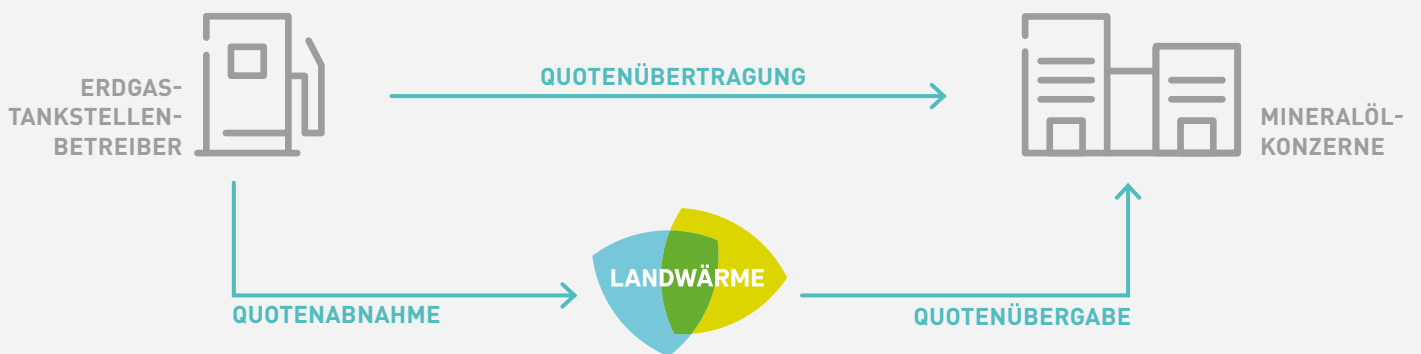 ERDGAS-
TANKSTELLEN-
BETREIBER
QUOTENÜBERTRAGUNG
MINERALÖL-
KONZERNE
QUOTENABNAHME
LANDWÄRME
QUOTENÜBERGABE